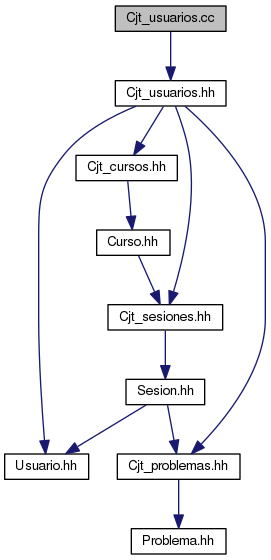 Cjt_usuarios.cc
Cjt_usuarios.hh
Cjt_cursos.hh
Curso.hh
Cjt_sesiones.hh
Sesion.hh
Usuario.hh
Cjt_problemas.hh
Problema.hh